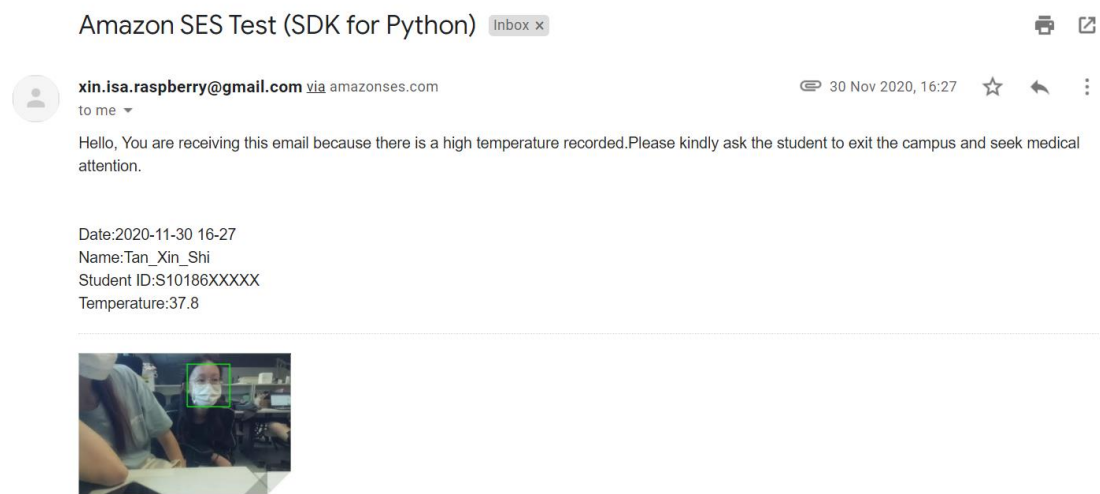 Amazon SES Test (SDK for Python) Inbox ×
xin.isa.raspberry@gmail.com via amazonses.com 30 Nov 2020, 16:27
to me
Hello, You are receiving this email because there is a high temperature recorded.Please kindly ask the student to exit the campus and seek medical
attention.
Date:2020-11-30 16-27
Name:Tan_Xin_Shi
Student ID:S10186XXXXX
Temperature:37.8